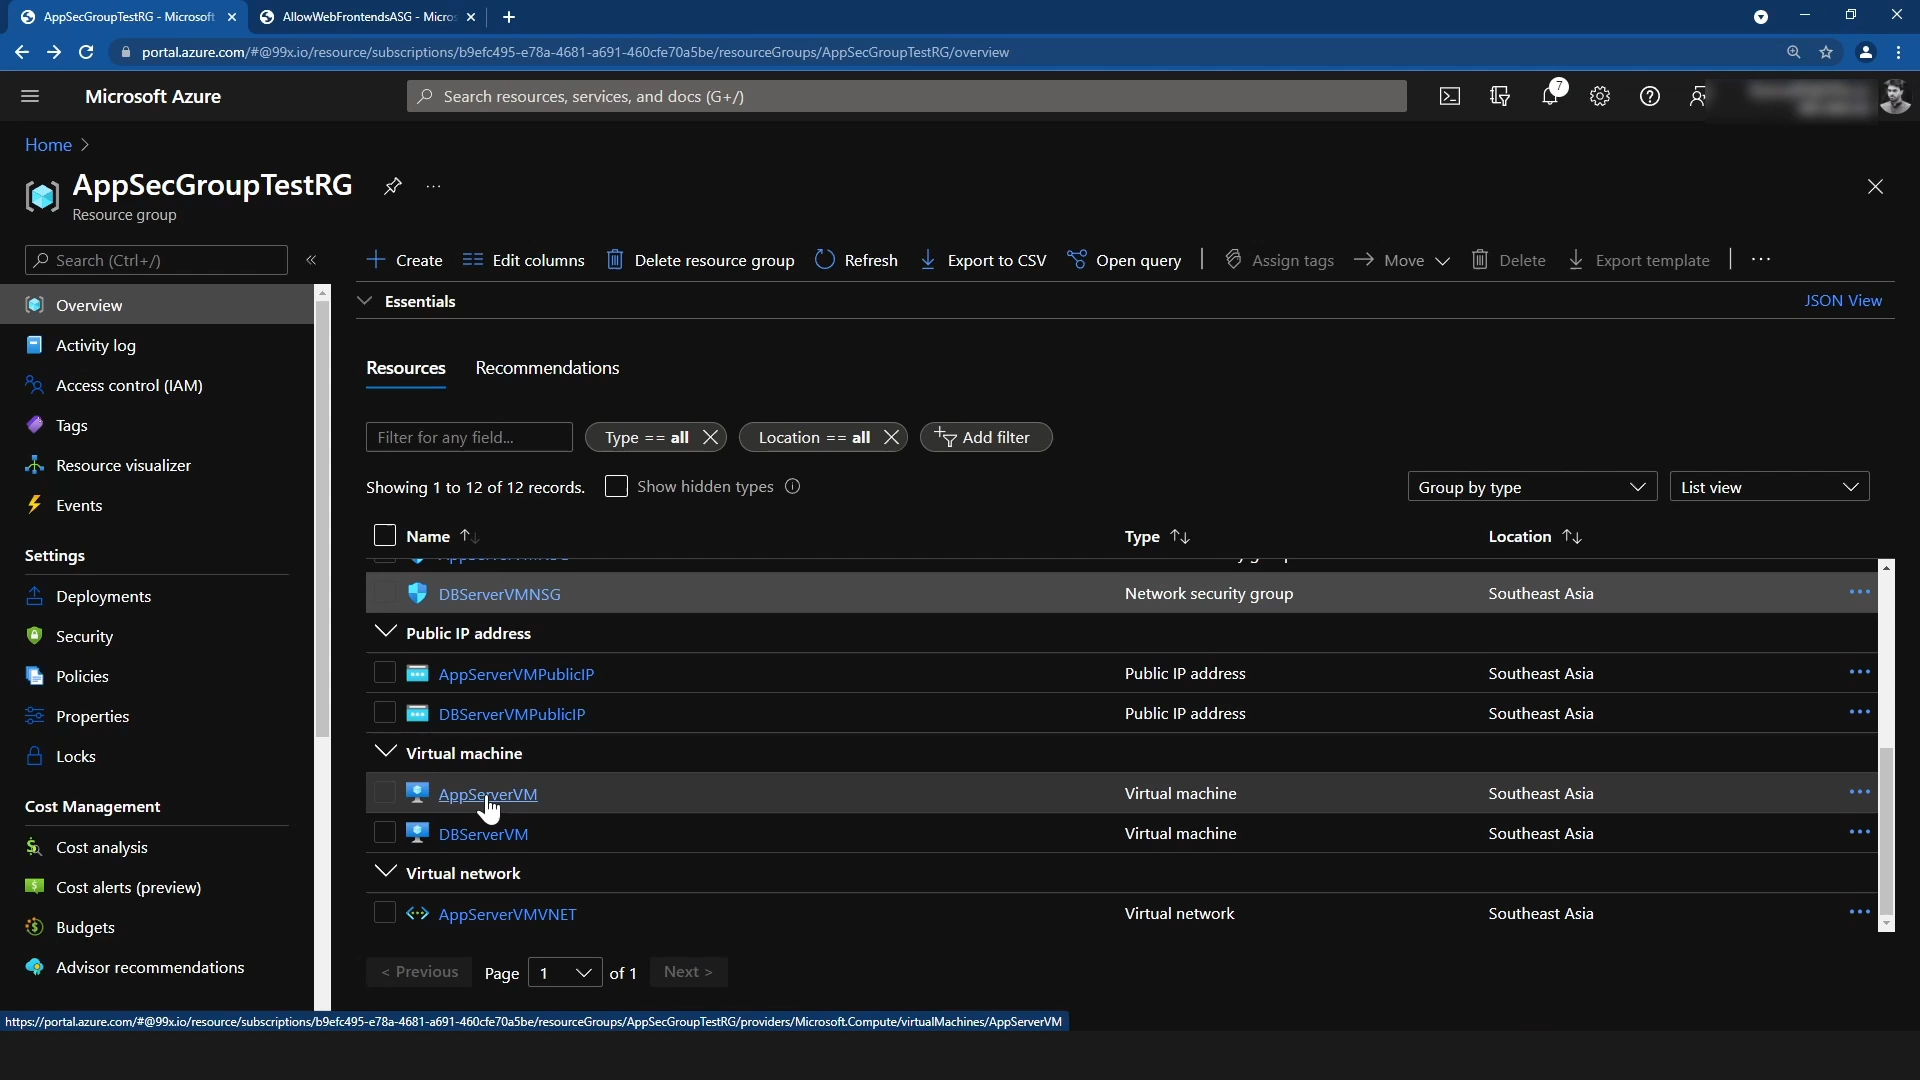 AppSecGroupTestRG - Microsoft
AllowWebFrontendsASG - Micros
portal.azure.com/#@99x.io/resource/subscriptions/b9efc495-e78a-4681-a691-460cfe70a5be/resourceGroups/AppSecGroupTestRG/overview
Microsoft Azure
Search resources, services, and docs (G+/)
7
Home >
AppSecGroupTestRG
Resource group
Search (Ctrl+/)
Create
Edit columns
Delete resource group
Refresh
Export to CSV
Open query
Assign tags
Move
Delete
Export template
Overview
Activity log
Access control (IAM)
Tags
Resource visualizer
Events
Settings
Deployments
Security
Policies
Properties
Locks
Cost Management
Cost analysis
Cost alerts (preview)
Budgets
Advisor recommendations
Essentials
JSON View
Resources
Recommendations
Filter for any field...
Type == all
Location == all
Add filter
Showing 1 to 12 of 12 records.
Show hidden types
Group by type
List view
Name
Type
Location
DBServerVMNSG
Network security group
Southeast Asia
Public IP address
AppServerVMPublicIP
Public IP address
Southeast Asia
DBServerVMPublicIP
Public IP address
Southeast Asia
Virtual machine
AppServerVM
Virtual machine
Southeast Asia
DBServerVM
Virtual machine
Southeast Asia
Virtual network
AppServerVMVNET
Virtual network
Southeast Asia
< Previous
Page 1 of 1
Next >
https://portal.azure.com/#@99x.io/resource/subscriptions/b9efc495-e78a-4681-a691-460cfe70a5be/resourceGroups/AppSecGroupTestRG/providers/Microsoft.Compute/virtualMachines/AppServerVM